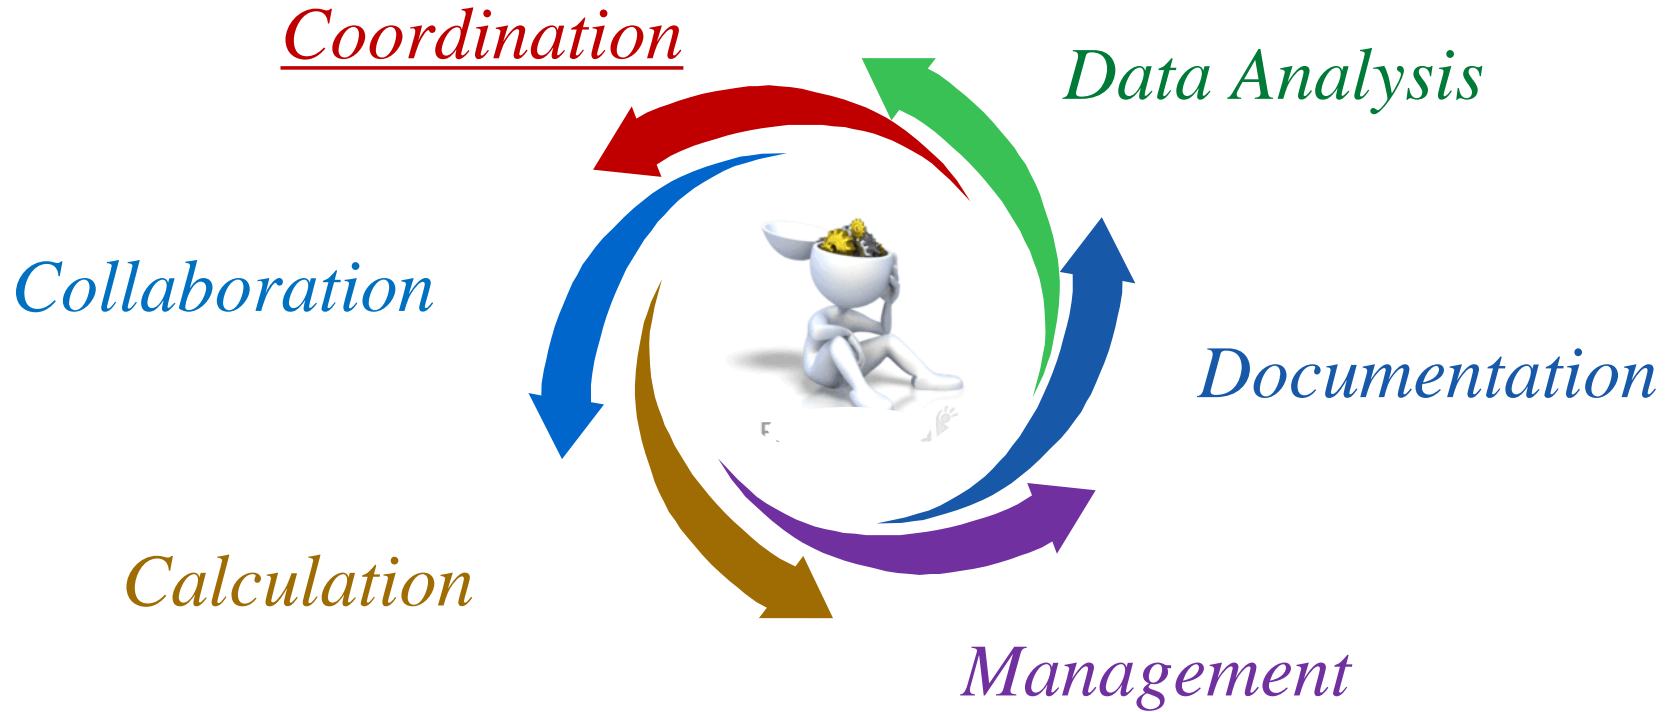 Coordination
Data Analysis
Collaboration
Documentation
Calculation
Management